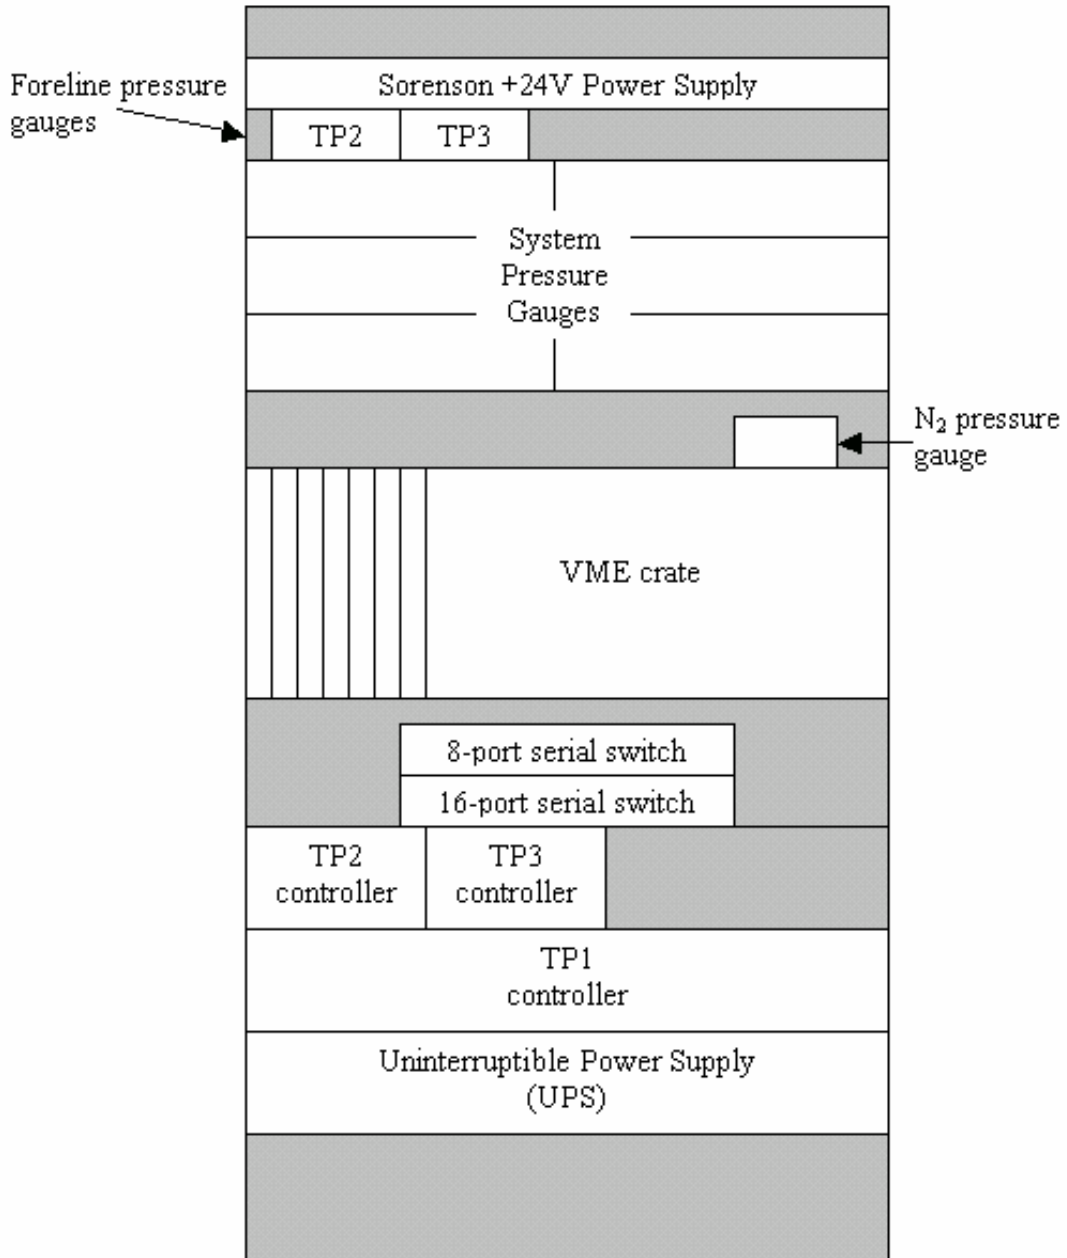 Sorenson +24V Power Supply
Foreline pressure
gauges
TP2
TP3
System
Pressure
Gauges
N₂ pressure
gauge
VME crate
8-port serial switch
16-port serial switch
TP2
controller
TP3
controller
TP1
controller
Uninterruptible Power Supply
(UPS)